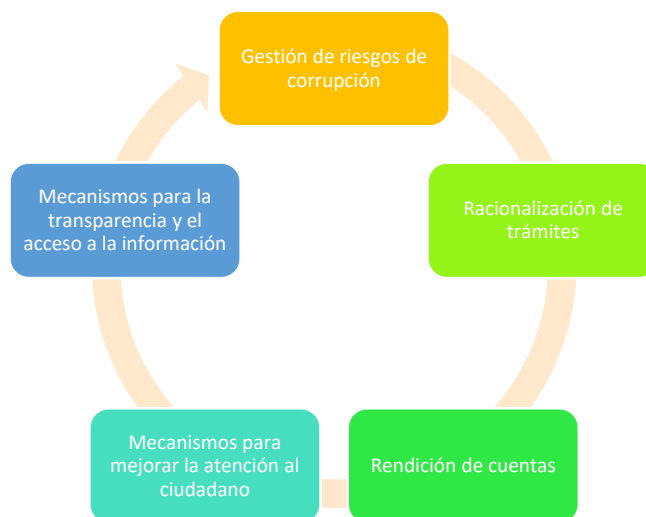 Gestión de riesgos de
corrupción
Racionalización de
trámites
Rendición de cuentas
Mecanismos para
mejorar la atención al
ciudadano
Mecanismos para la
transparencia y el
acceso a la información